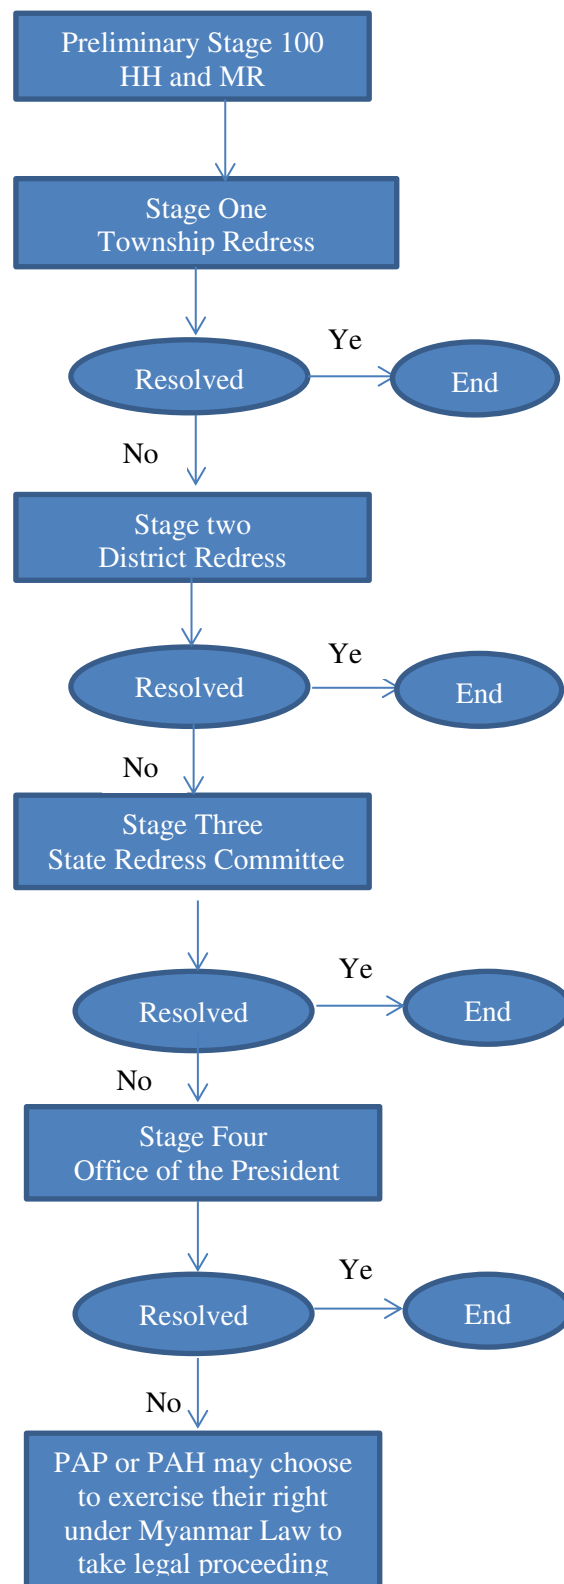 Preliminary Stage 100
HH and MR
Stage One
Township Redress
Ye
Resolved
End
No
Stage two
District Redress
Ye
Resolved
End
No
Stage Three
State Redress Committee
Ye
Resolved
End
No
Stage Four
Office of the President
Ye
Resolved
End
No
PAP or PAH may choose
to exercise their right
under Myanmar Law to
take legal proceeding